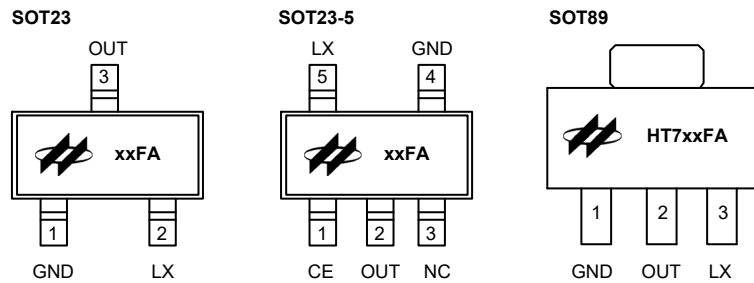 SOT23
SOT23-5
SOT89
OUT
LX
GND
3
5
4
xxFA
xxFA
HT7xxFA
1
2
1
2
3
1
2
3
GND
LX
CE
OUT
NC
GND
OUT
LX